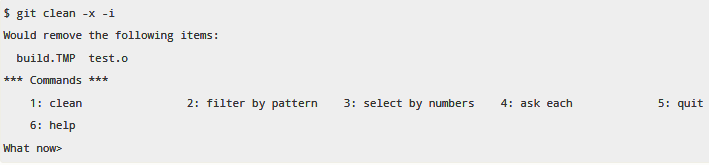 $ git clean -x -i
Would remove the following items:
  build.TMP  test.o
*** Commands ***
    1: clean                2: filter by pattern    3: select by numbers    4: ask each             5: quit
    6: help
What now>